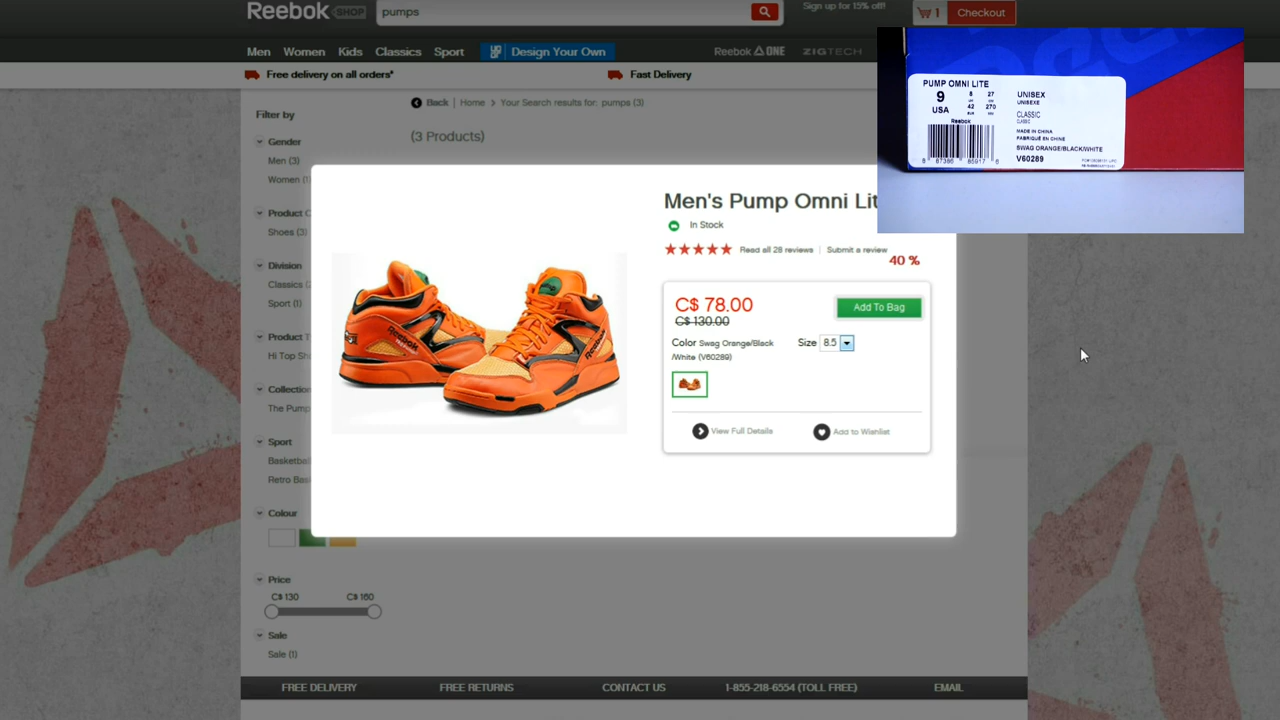 Reebok SHOP
pumps
Sign up for 15% off!
1
Checkout
Men Women Kids Classics Sport Design Your Own
Reebok ONE ZIGTECH
Free delivery on all orders*
Fast Delivery
Back | Home > Your Search results for: pumps (3)
Filter by
(3 Products)
Gender
Men (3)
Women (1)
Product
Shoes (3)
Division
Classics
Sport (1)
Product
Hi Top
Collection
The Pump
Sport
Retro
Colour
Price
C$ 130 C$ 160
Sale
Sale (1)
Men's Pump Omni
In Stock
Read all 28 reviews | Submit a review
40 %
C$ 78.00
C$ 130.00
Add To Bag
Color Swag Orange/Black
/White (V60289)
Size 8.5
View Full Details
Add to Wishlist
PUMP OMNI LITE
9 8 27
USA 42 270
Reebok
UNISEX
UNISEXE
CLASSIC
CLASSIC
MADE IN CHINA
FABRIQUÉ EN CHINE
SWAG ORANGE/BLACK/WHITE
V60289
FREE DELIVERY FREE RETURNS CONTACT US 1-855-218-6554 (TOLL FREE) EMAIL